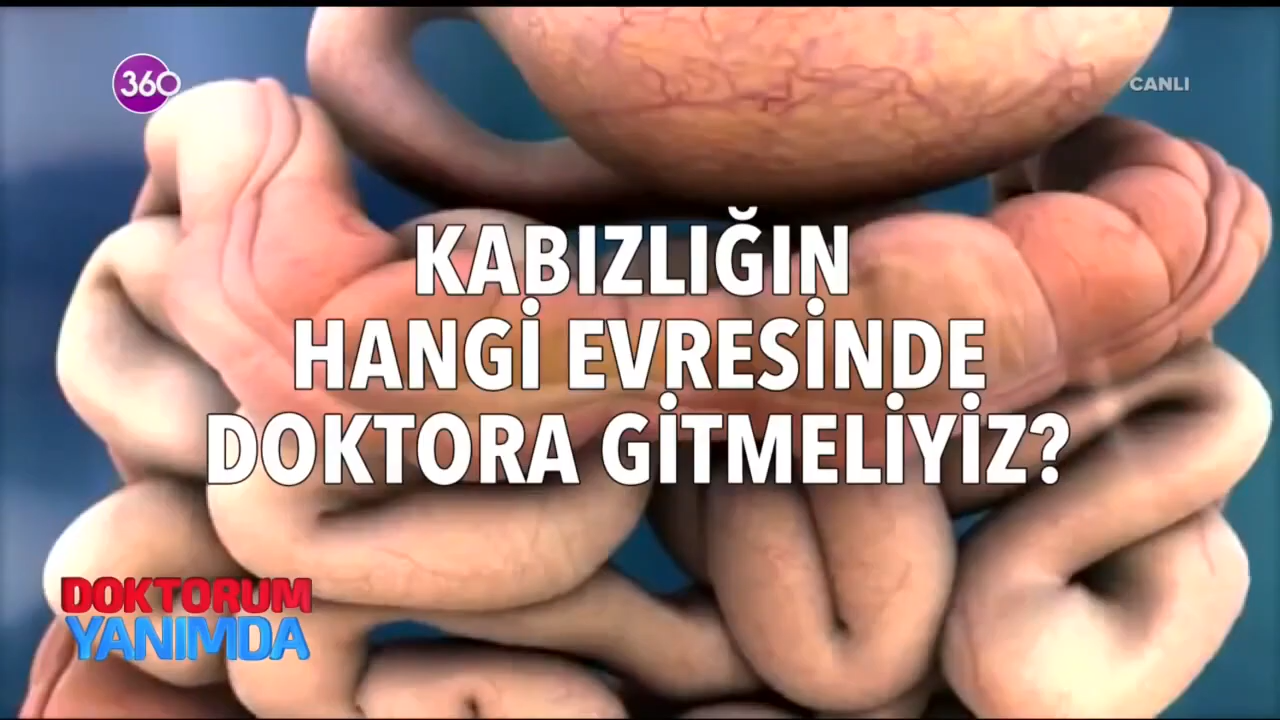 360
CANLI
KABIZLIĞIN
HANGİ EVRESİNDE
DOKTORA GİTMELİYİZ?
DOKTORUM
YANIMDA